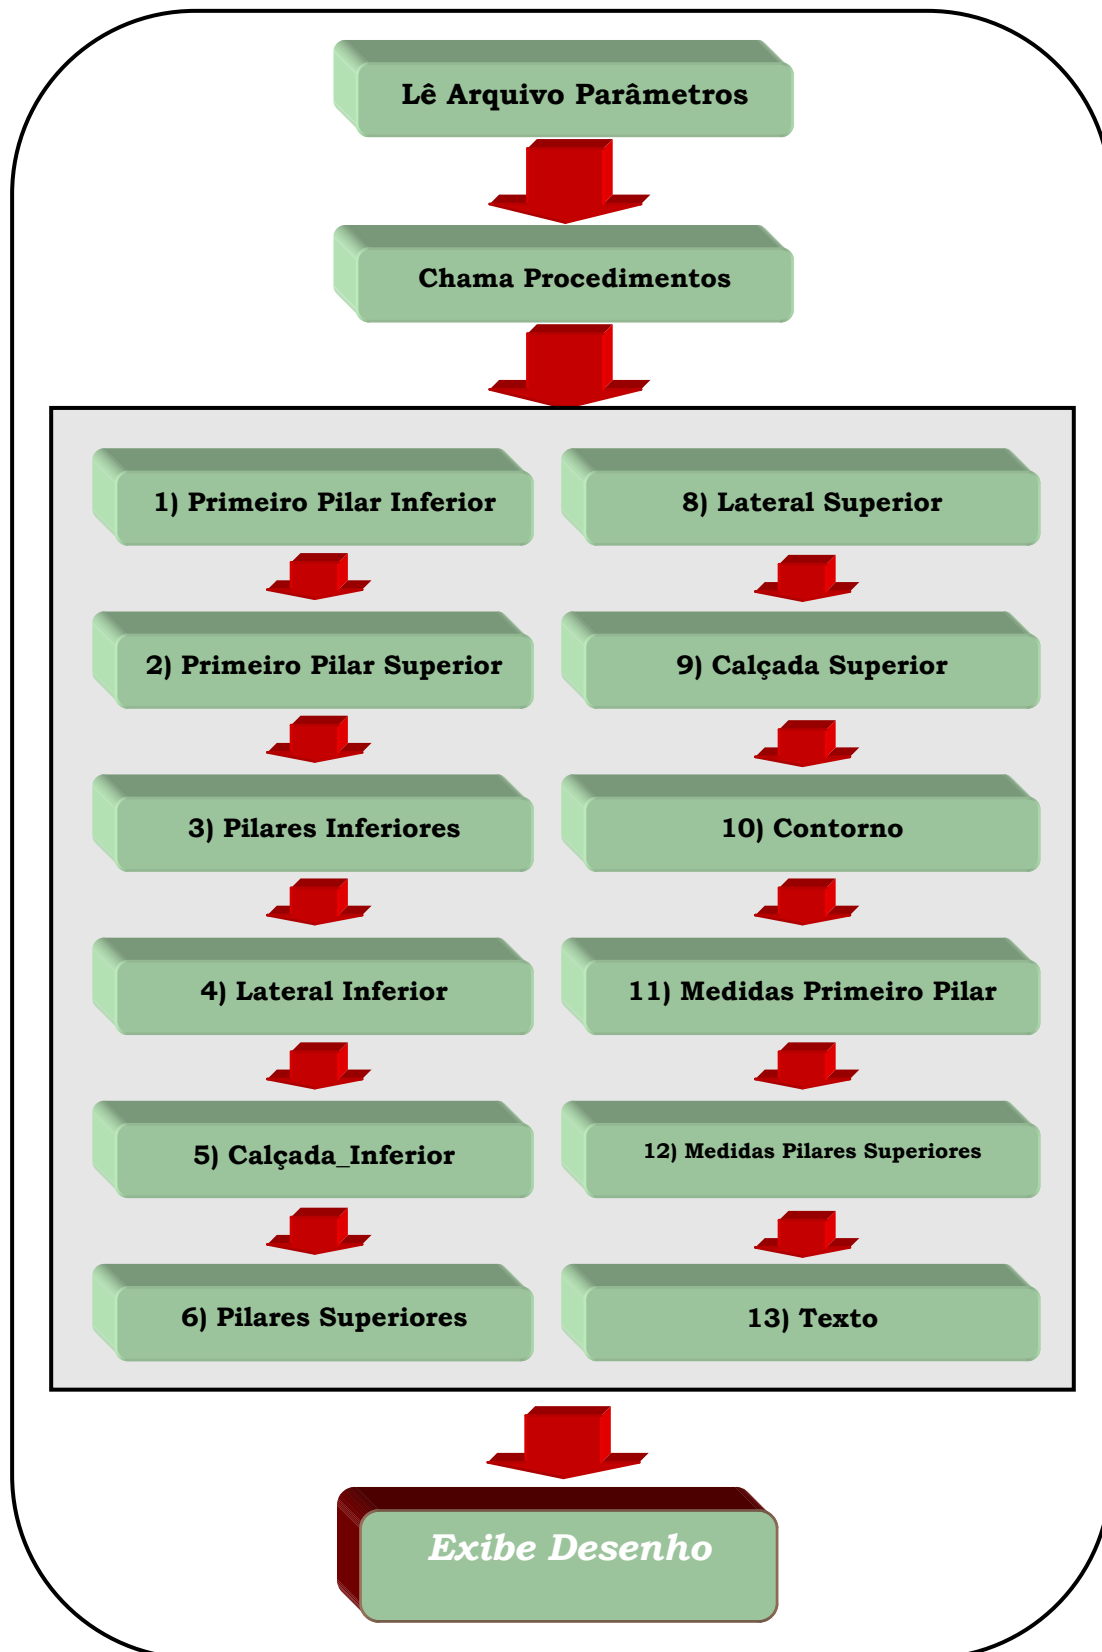 Lê Arquivo Parâmetros
Chama Procedimentos
1) Primeiro Pilar Inferior
2) Primeiro Pilar Superior
3) Pilares Inferiores
4) Lateral Inferior
5) Calçada_Inferior
6) Pilares Superiores
8) Lateral Superior
9) Calçada Superior
10) Contorno
11) Medidas Primeiro Pilar
12) Medidas Pilares Superiores
13) Texto
Exibe Desenho